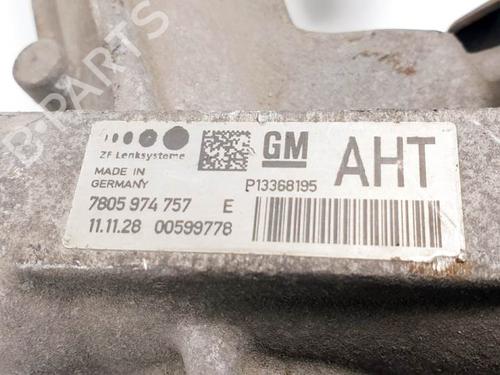 B-PARTS
ZF Lenksysteme
GM
AHT
MADE IN
GERMANY
P13368195
7805 974 757 E
11.11.28 00599778